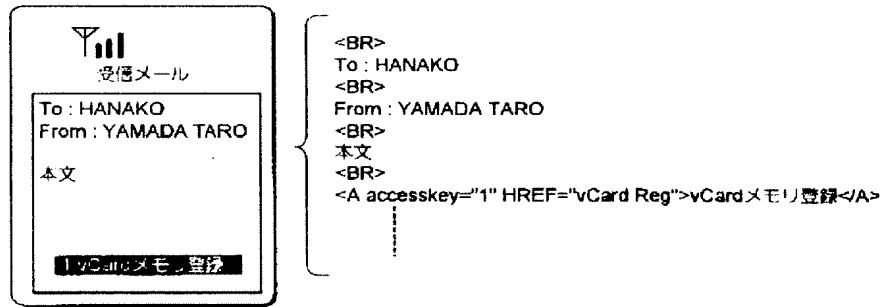 受信メール
To : HANAKO
From : YAMADA TARO
本文
1 vCardメモリ登録
<BR>
To : HANAKO
<BR>
From : YAMADA TARO
<BR>
本文
<BR>
<A accesskey="1" HREF="vCard Reg">vCardメモリ登録</A>